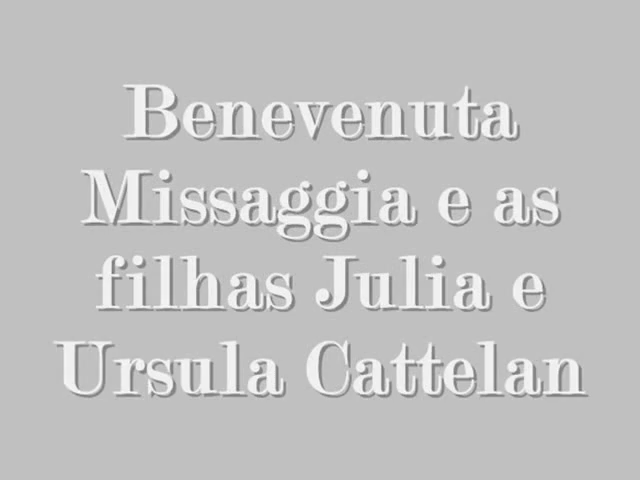 Benevenuta
Missaggia e as
filhas Julia e
Ursula Cattelan